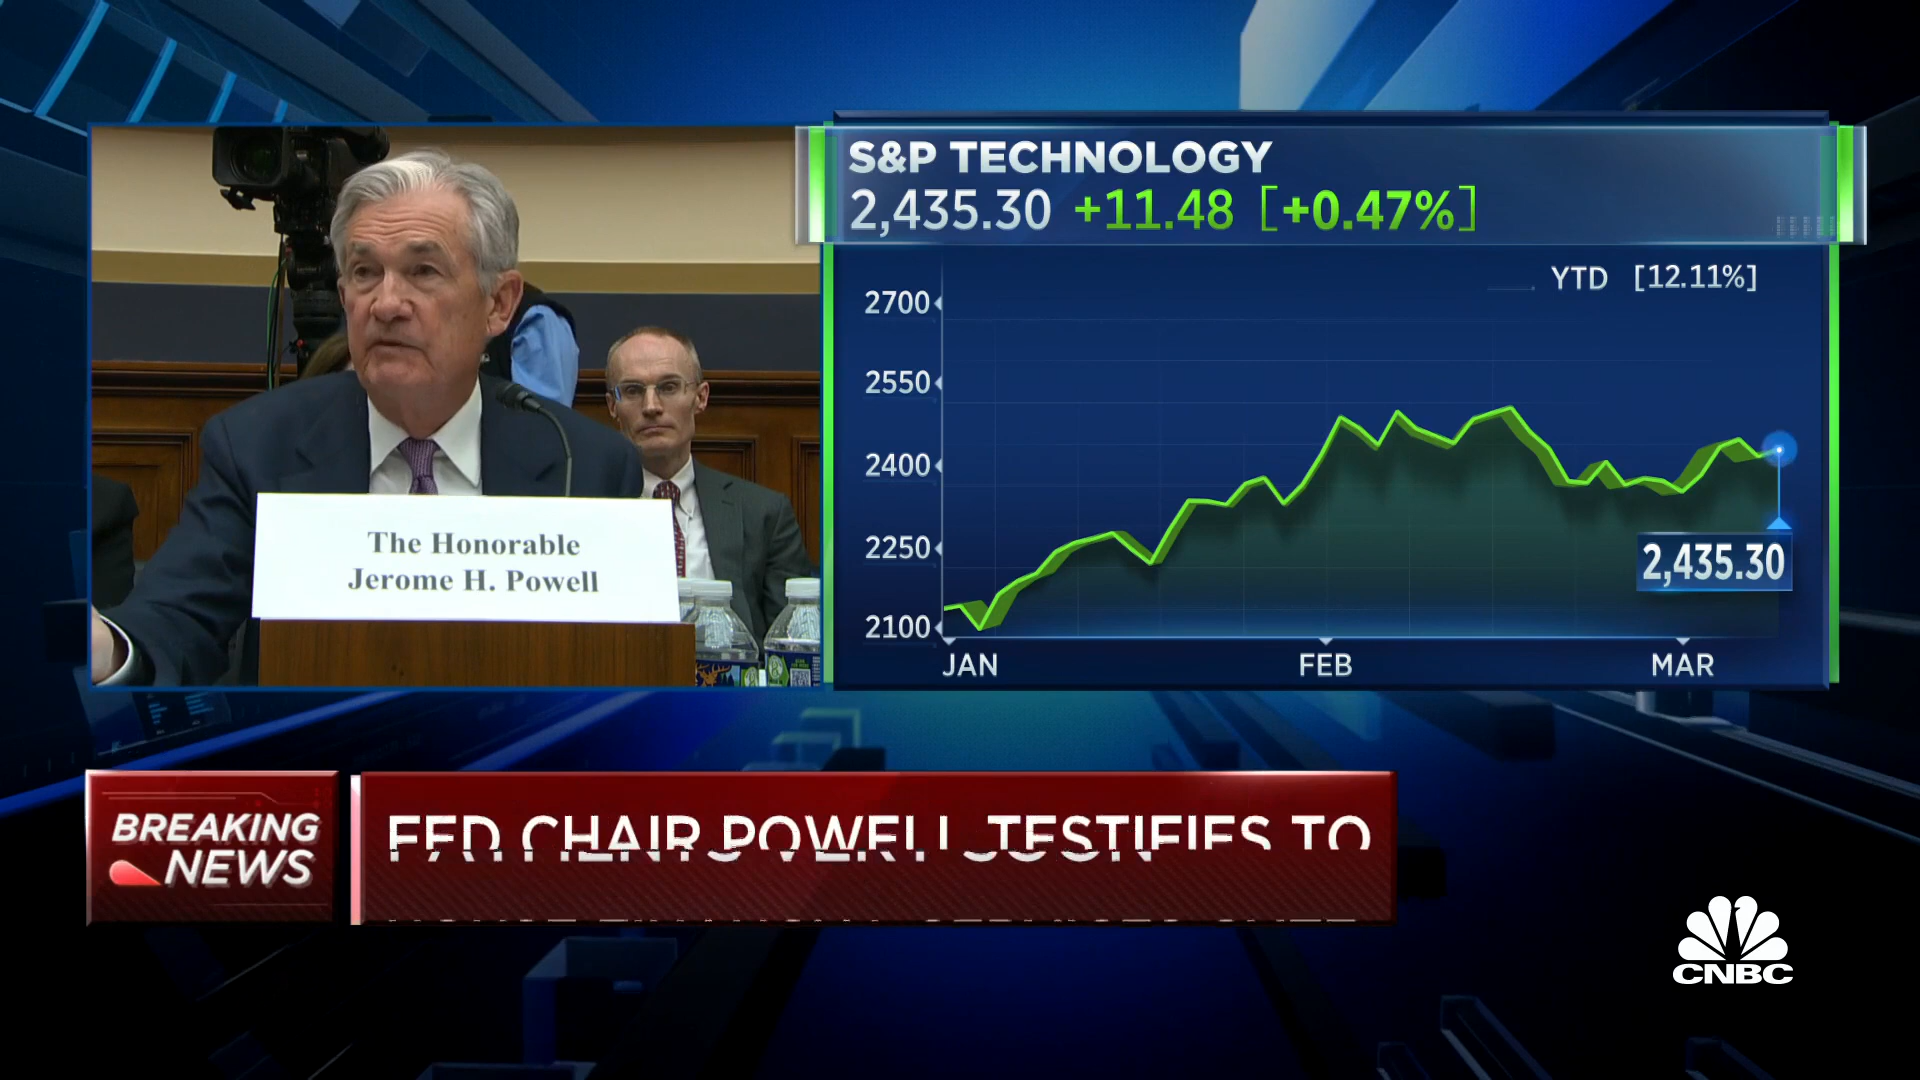 S&P TECHNOLOGY
2,435.30 +11.48 [+0.47%]
YTD [12.11%]
2700
2550
2400
2250
2100
2,435.30
JAN FEB MAR
The Honorable
Jerome H. Powell
BREAKING
NEWS
FED CHAIR POWELL TESTIFIES TO
CNBC